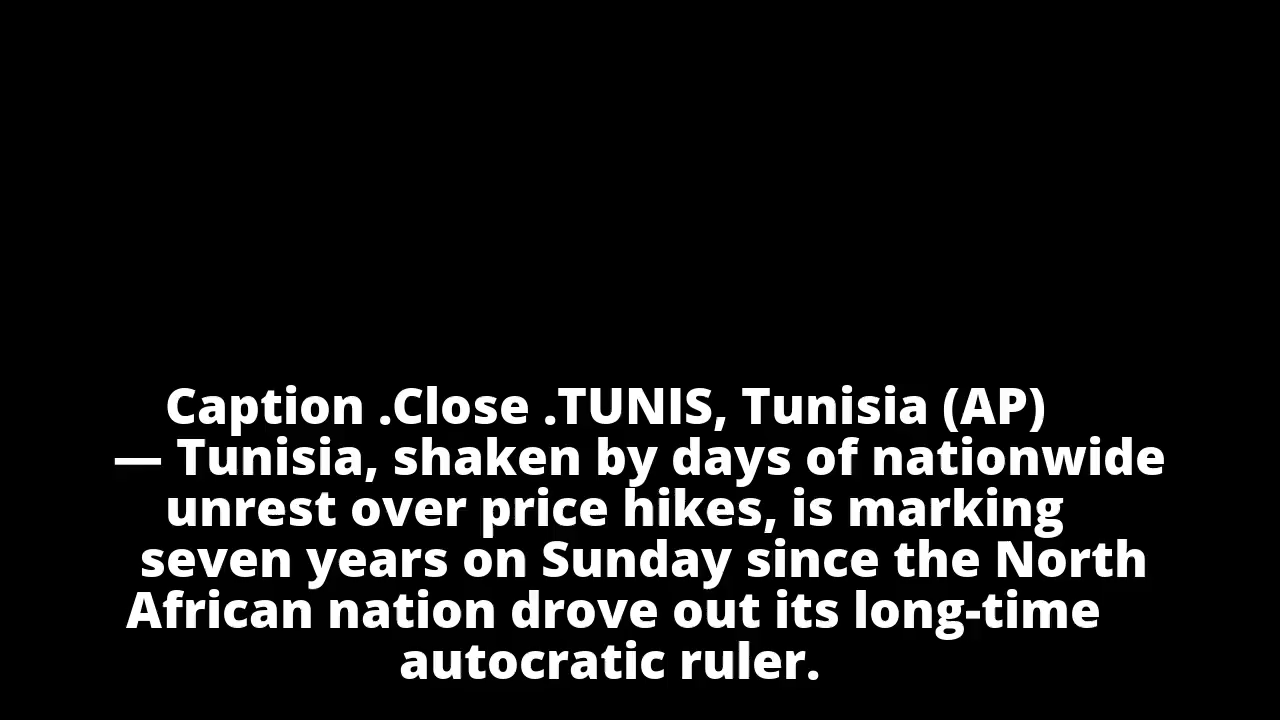 Caption .Close .TUNIS, Tunisia (AP)
— Tunisia, shaken by days of nationwide
unrest over price hikes, is marking
seven years on Sunday since the North
African nation drove out its long-time
autocratic ruler.